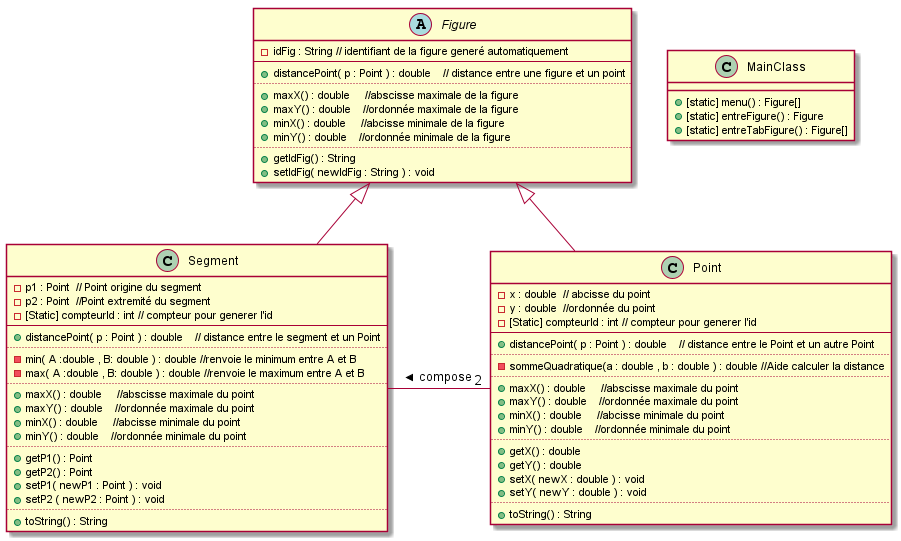 A Figure
idFig : String // identifiant de la figure generé automatiquement
distancePoint( p : Point ) : double // distance entre une figure et un point
maxX() : double //abscisse maximale de la figure
maxY() : double //ordonnée maximale de la figure
minX() : double //abcisse minimale de la figure
minY() : double //ordonnée minimale de la figure
getIdFig() : String
setIdFig( newIdFig : String ) : void
C MainClass
[static] menu() : Figure[]
[static] entreFigure() : Figure
[static] entreTabFigure() : Figure[]
C Segment
p1 : Point // Point origine du segment
p2 : Point //Point extremité du segment
[Static] compteurId : int // compteur pour generer l'id
distancePoint( p : Point ) : double // distance entre le segment et un Point
min( A :double , B: double ) : double //renvoie le minimum entre A et B
max( A :double , B: double ) : double //renvoie le maximum entre A et B
maxX() : double //abscisse maximale du point
maxY() : double //ordonnée maximale du point
minX() : double //abcisse minimale du point
minY() : double //ordonnée minimale du point
getP1() : Point
getP2() : Point
setP1( newP1 : Point ) : void
setP2 ( newP2 : Point ) : void
toString() : String
◄ compose 2
C Point
x : double // abcisse du point
y : double //ordonnée du point
[Static] compteurId : int // compteur pour generer l'id
distancePoint( p : Point ) : double // distance entre le Point et un autre Point
sommeQuadratique(a : double , b : double ) : double //Aide calculer la distance
maxX() : double //abscisse maximale du point
maxY() : double //ordonnée maximale du point
minX() : double //abcisse minimale du point
minY() : double //ordonnée minimale du point
getX() : double
getY() : double
setX( newX : double ) : void
setY( newY : double ) : void
toString() : String